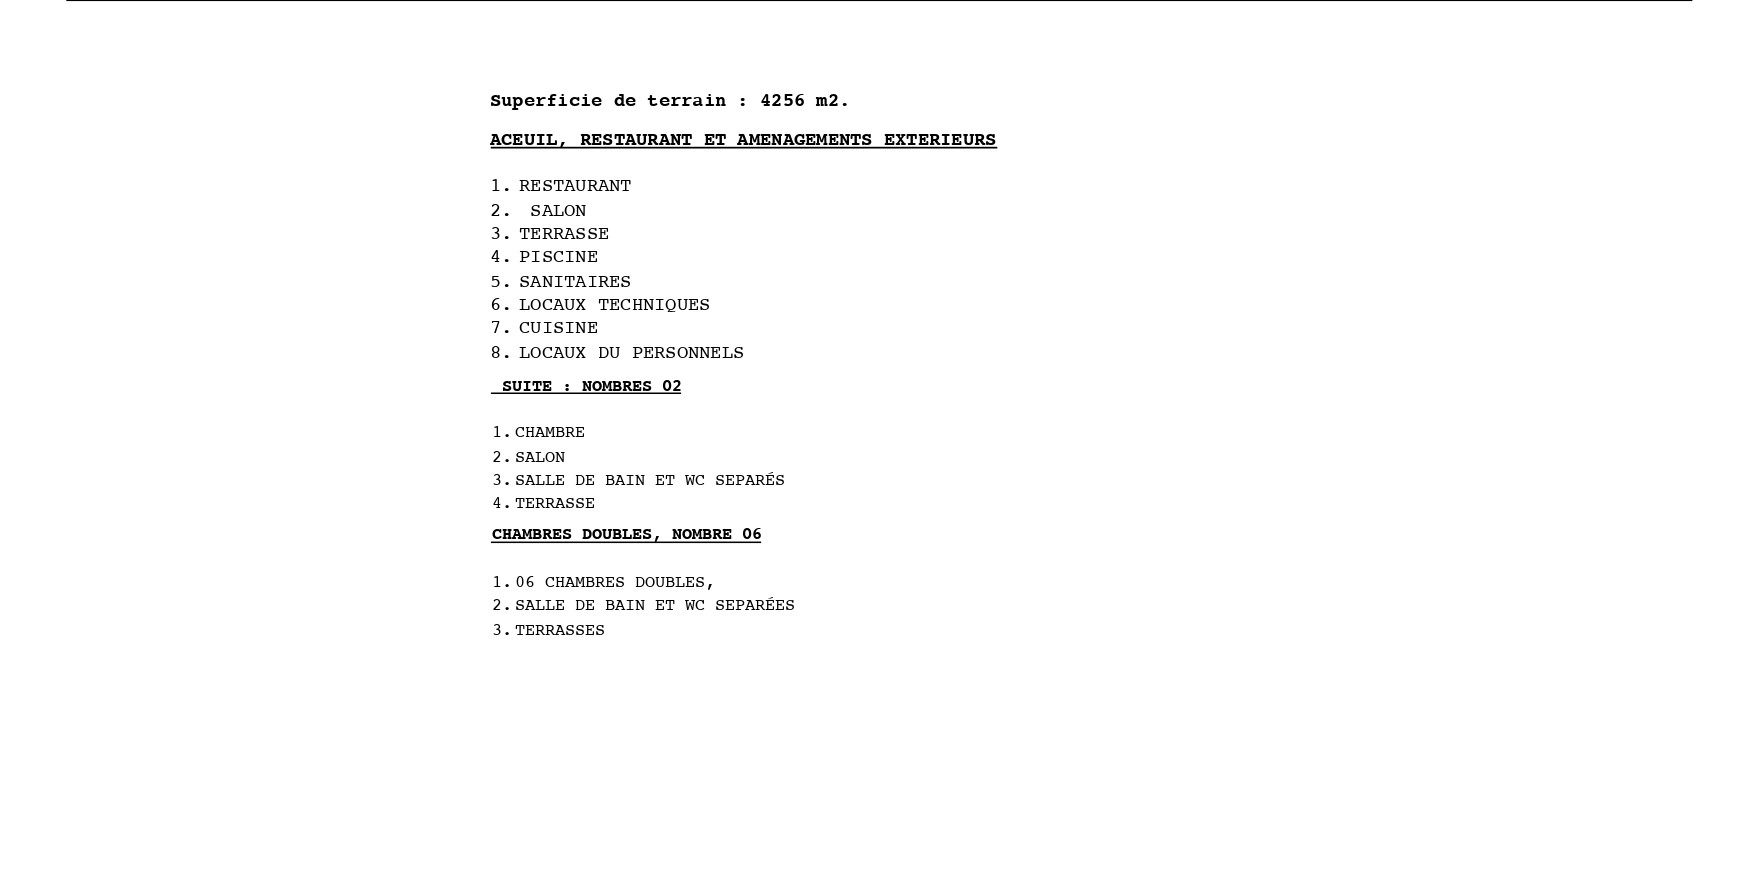 Superficie de terrain : 4256 m2.
ACEUIL, RESTAURANT ET AMENAGEMENTS EXTERIEURS
1. RESTAURANT
2. SALON
3. TERRASSE
4. PISCINE
5. SANITAIRES
6. LOCAUX TECHNIQUES
7. CUISINE
8. LOCAUX DU PERSONNELS
SUITE : NOMBRES 02
1. CHAMBRE
2. SALON
3. SALLE DE BAIN ET WC SEPARÉS
4. TERRASSE
CHAMBRES DOUBLES, NOMBRE 06
1. 06 CHAMBRES DOUBLES,
2. SALLE DE BAIN ET WC SEPARÉES
3. TERRASSES